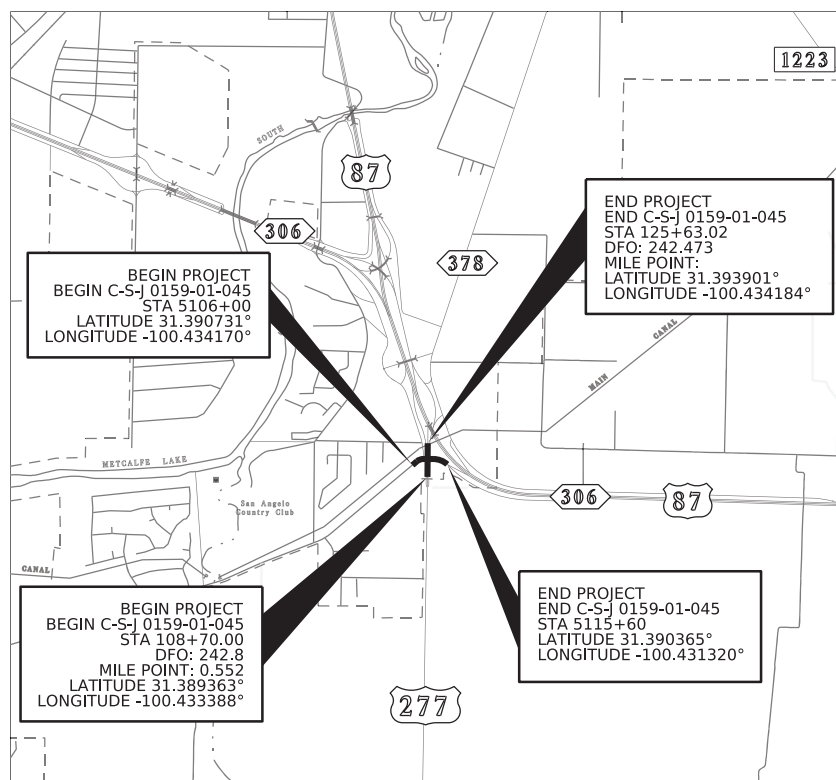 1223
SOUTH
87
306
378
END PROJECT
END C-S-J 0159-01-045
STA 125+63.02
DFO: 242.473
MILE POINT:
LATITUDE 31.393901°
LONGITUDE -100.434184°
BEGIN PROJECT
BEGIN C-S-J 0159-01-045
STA 5106+00
LATITUDE 31.390731°
LONGITUDE -100.434170°
MAIN CANAL
METCALFE LAKE
San Angelo
Country Club
306
87
CANAL
BEGIN PROJECT
BEGIN C-S-J 0159-01-045
STA 108+70.00
DFO: 242.8
MILE POINT: 0.552
LATITUDE 31.389363°
LONGITUDE -100.433388°
END PROJECT
END C-S-J 0159-01-045
STA 5115+60
LATITUDE 31.390365°
LONGITUDE -100.431320°
277